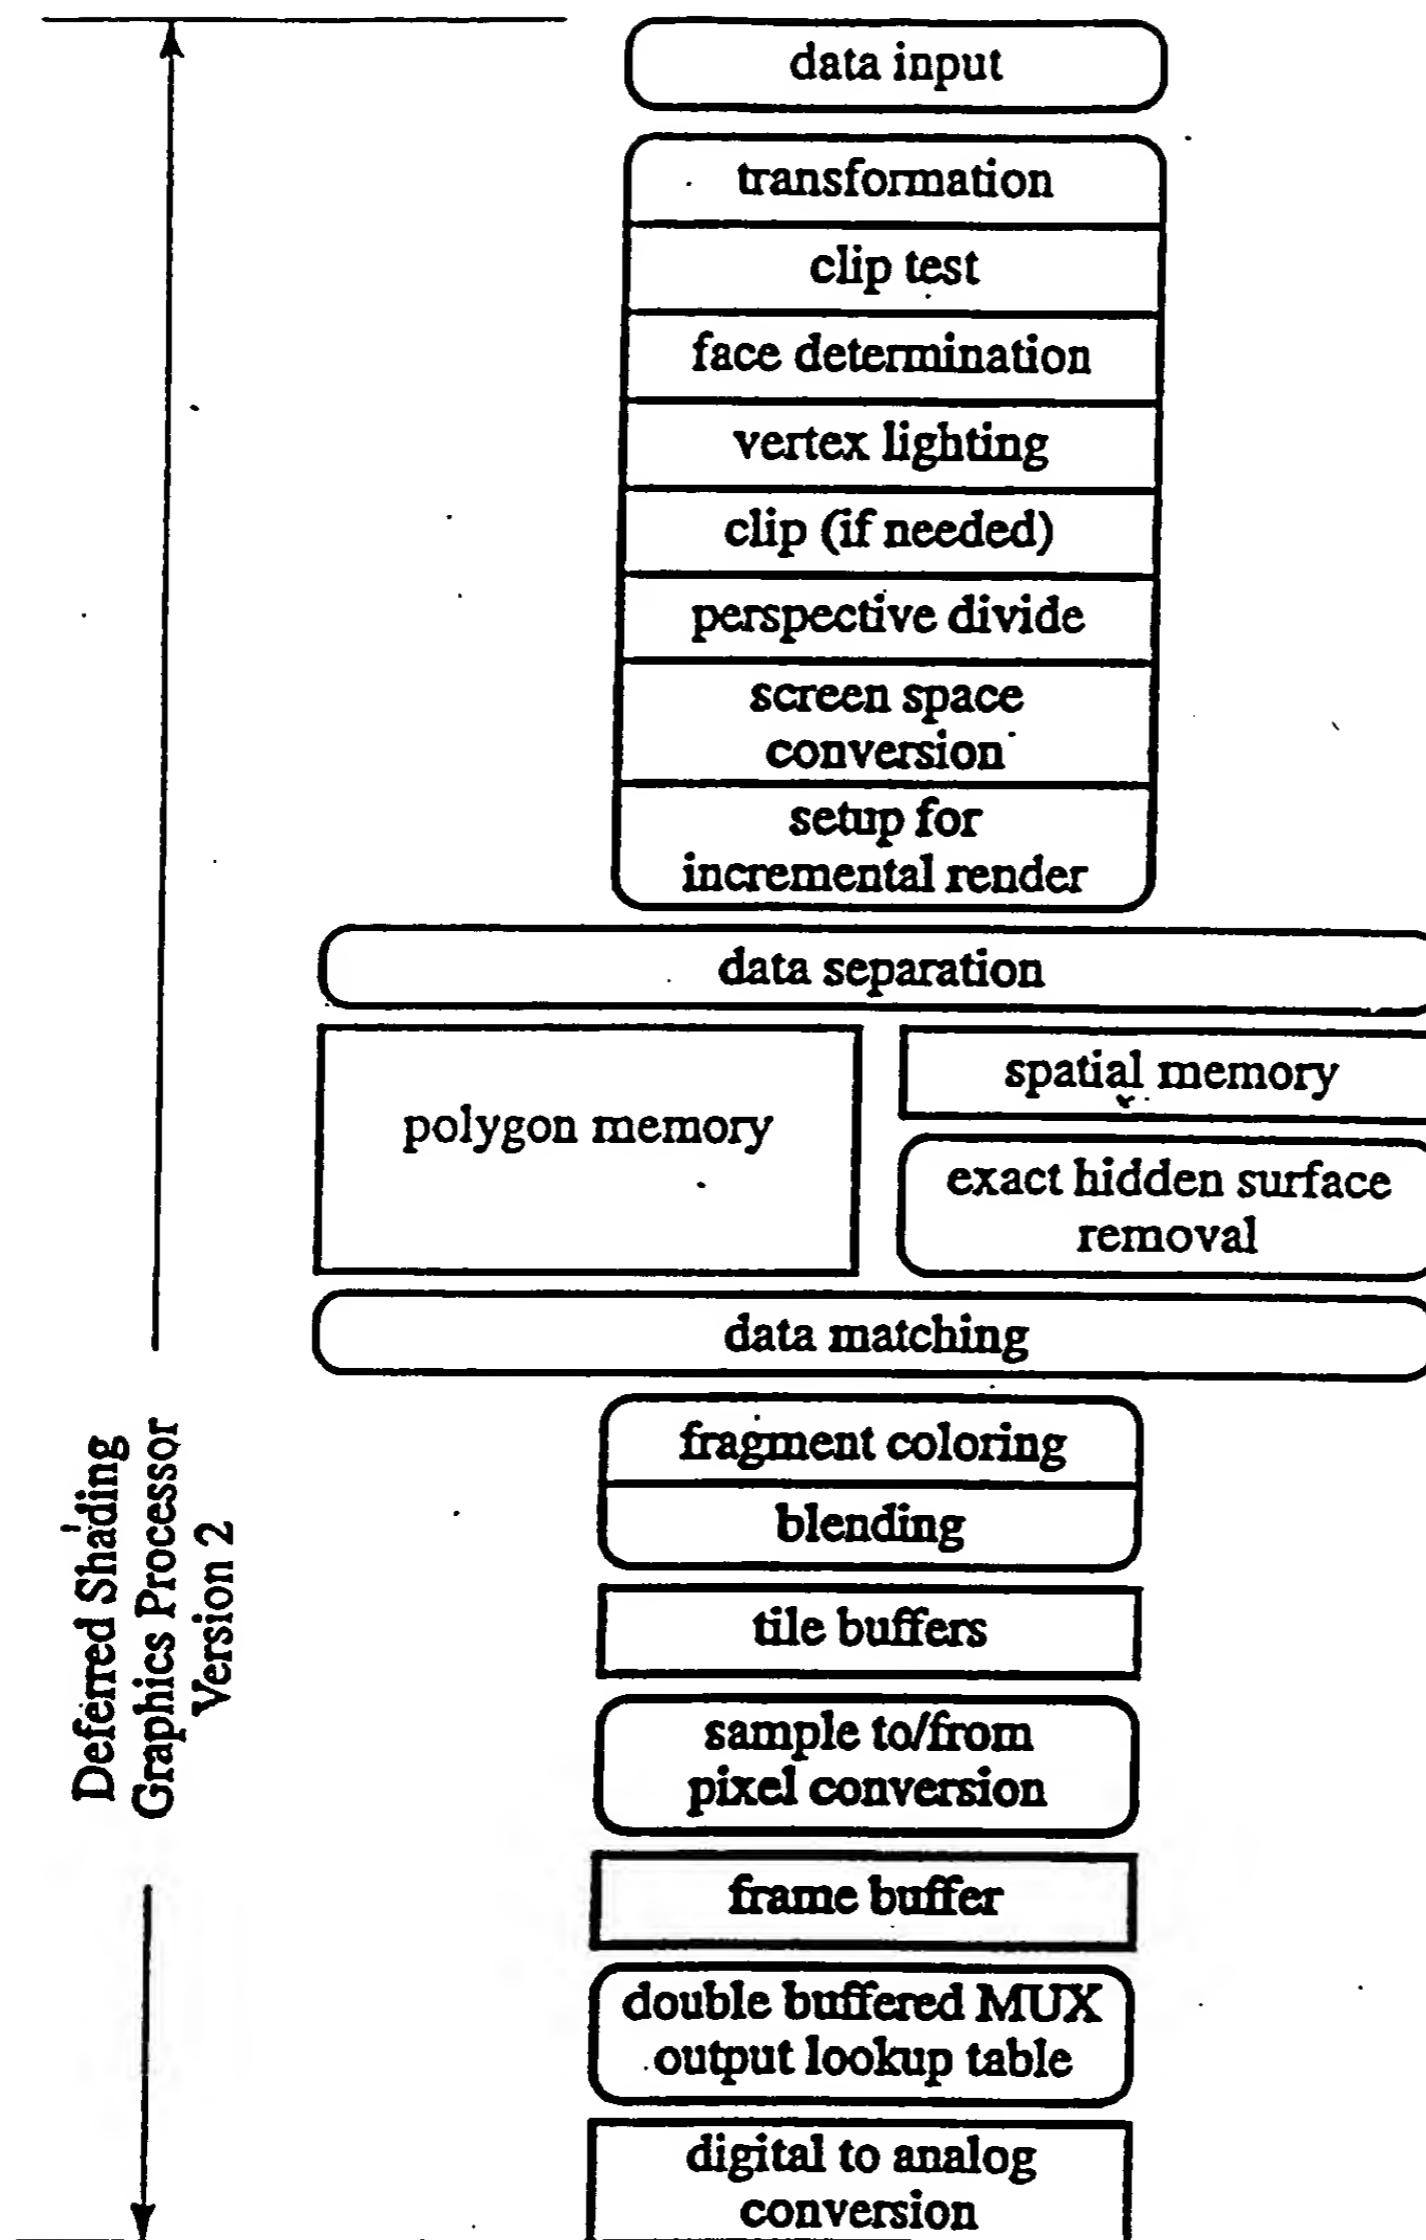 data input
transformation
clip test
face determination
vertex lighting
clip (if needed)
perspective divide
screen space
conversion
setup for
incremental render
data separation
polygon memory
spatial memory
exact hidden surface
removal
data matching
fragment coloring
blending
tile buffers
sample to/from
pixel conversion
frame buffer
double buffered MUX
output lookup table
digital to analog
conversion
Deferred Shading
Graphics Processor
Version 2